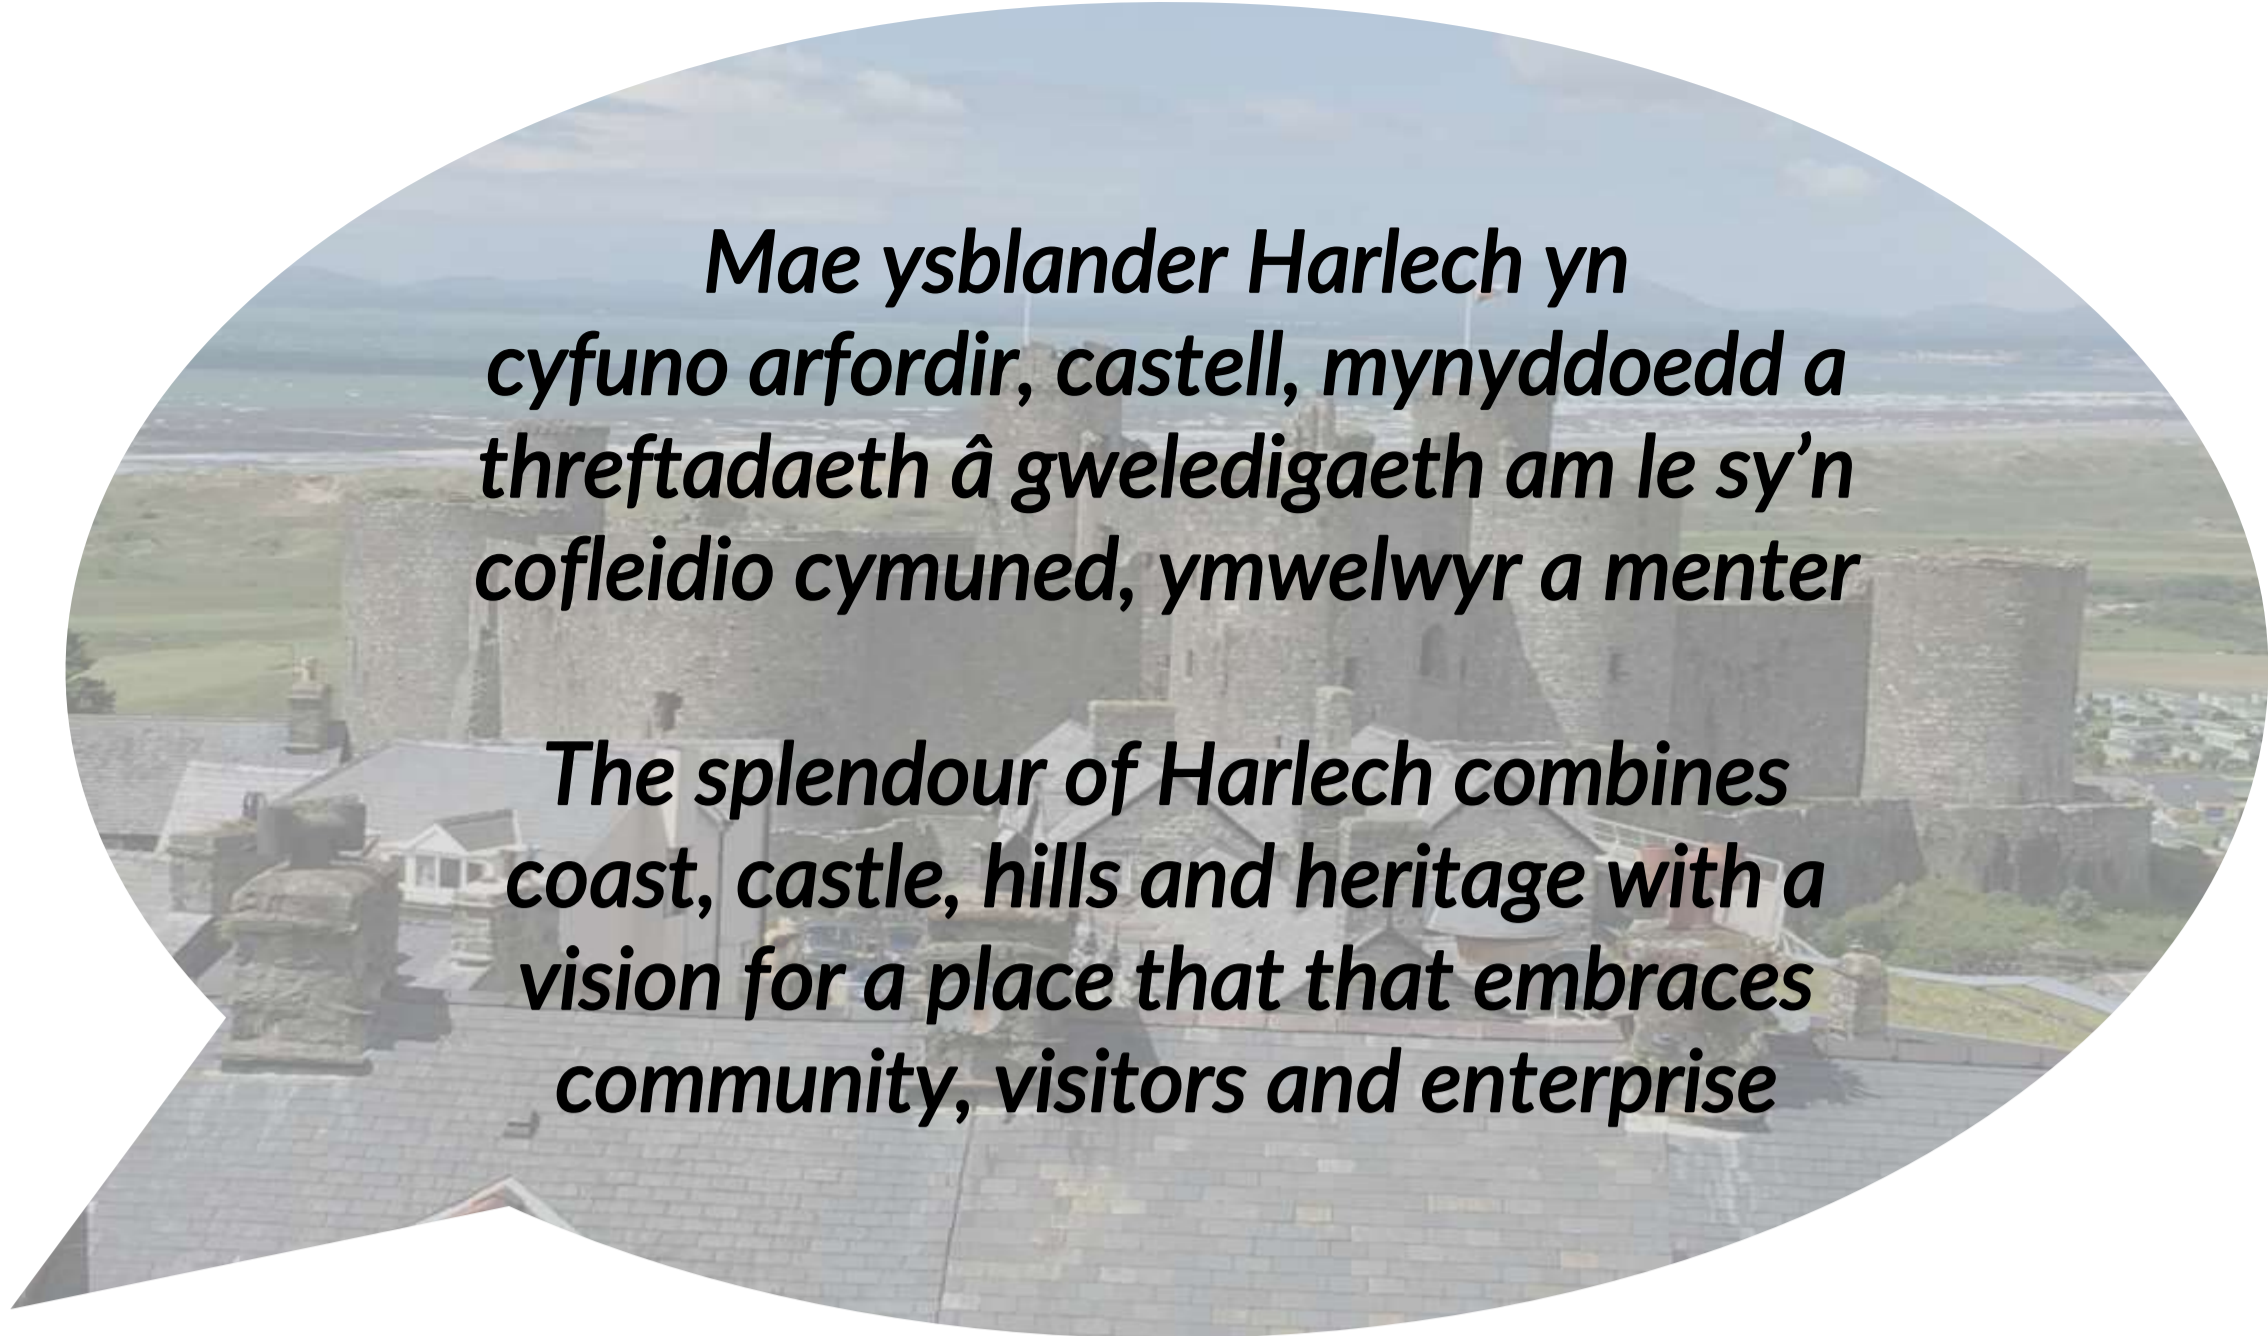 Mae ysblander Harlech yn
cyfuno arfordir, castell, mynyddoedd a
threftadaeth â gweledigaeth am le sy’n
cofleidio cymuned, ymwelwyr a menter
The splendour of Harlech combines
coast, castle, hills and heritage with a
vision for a place that that embraces
community, visitors and enterprise